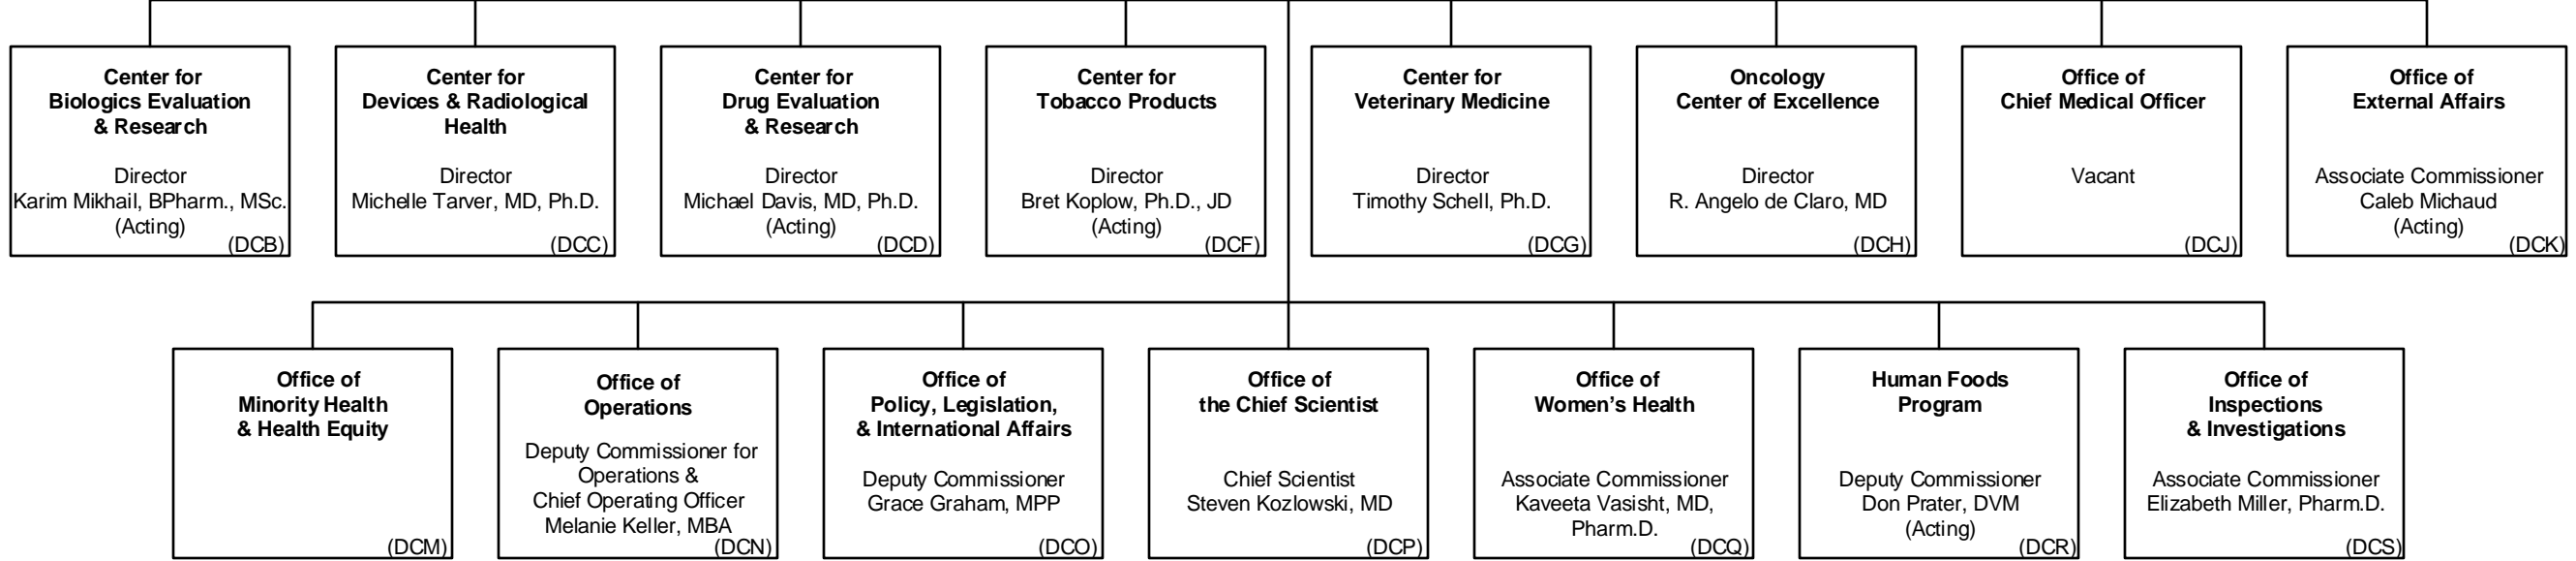 Center for
Biologics Evaluation
& Research
Director
Karim Mikhail, BPharm., MSc.
(Acting)
(DCB)
Center for
Devices & Radiological
Health
Director
Michelle Tarver, MD, Ph.D.
(DCC)
Center for
Drug Evaluation
& Research
Director
Michael Davis, MD, Ph.D.
(Acting)
(DCD)
Center for
Tobacco Products
Director
Bret Koplow, Ph.D., JD
(Acting)
(DCF)
Center for
Veterinary Medicine
Director
Timothy Schell, Ph.D.
(DCG)
Oncology
Center of Excellence
Director
R. Angelo de Claro, MD
(DCH)
Office of
Chief Medical Officer
Vacant
(DCJ)
Office of
External Affairs
Associate Commissioner
Caleb Michaud
(Acting)
(DCK)
Office of
Minority Health
& Health Equity
(DCM)
Office of
Operations
Deputy Commissioner for
Operations &
Chief Operating Officer
Melanie Keller, MBA
(DCN)
Office of
Policy, Legislation,
& International Affairs
Deputy Commissioner
Grace Graham, MPP
(DCO)
Office of
the Chief Scientist
Chief Scientist
Steven Kozlowski, MD
(DCP)
Office of
Women’s Health
Associate Commissioner
Kaveeta Vasisht, MD,
Pharm.D.
(DCQ)
Human Foods
Program
Deputy Commissioner
Don Prater, DVM
(Acting)
(DCR)
Office of
Inspections
& Investigations
Associate Commissioner
Elizabeth Miller, Pharm.D.
(DCS)